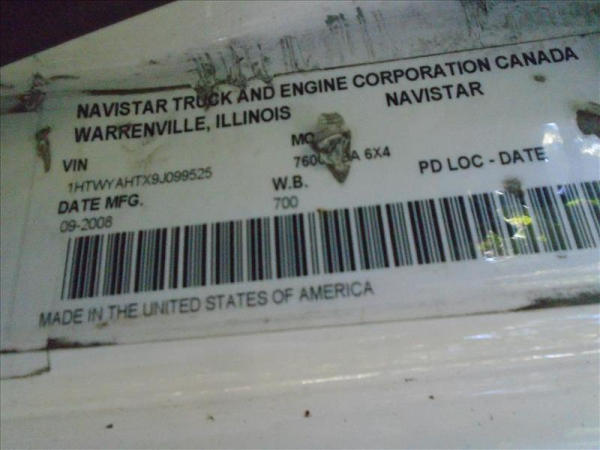 NAVISTAR TRUCK AND ENGINE CORPORATION CANADA
WARRENVILLE, ILLINOIS NAVISTAR
VIN
1HTWYAHTX9J099525
6X4
PD LOC - DATE
DATE MFG. W.B.
09-2008 700
MADE IN THE UNITED STATES OF AMERICA